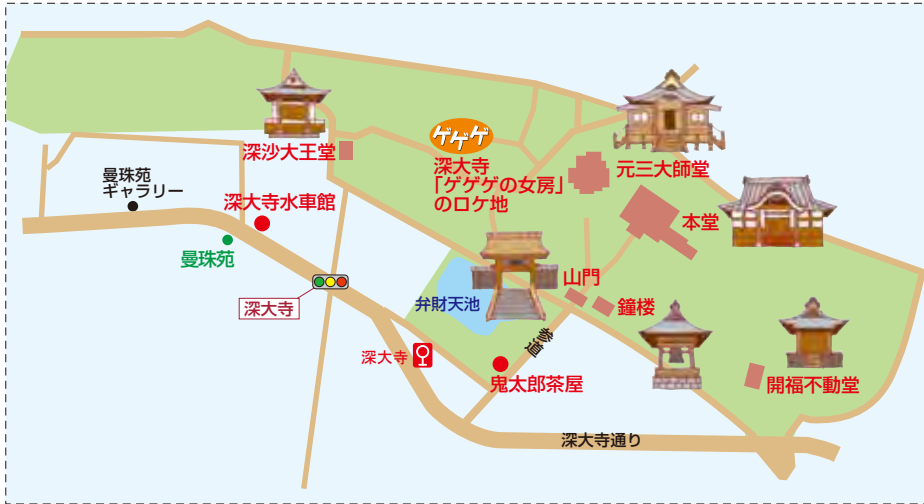 ゲゲゲ
深大寺
「ゲゲゲの女房」
のロケ地
深沙大王堂
元三大師堂
曼珠苑
ギャラリー
深大寺水車館
本堂
曼珠苑
山門
弁財天池
深大寺
鐘楼
参道
深大寺
鬼太郎茶屋
開福不動堂
深大寺通り